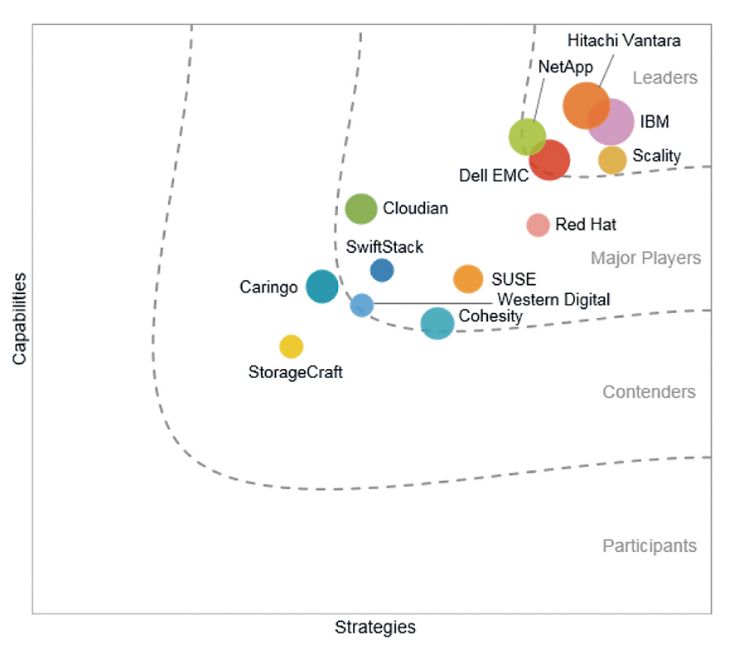 Hitachi Vantara
NetApp
Leaders
IBM
Scality
Dell EMC
Cloudian
Red Hat
SwiftStack
Major Players
SUSE
Caringo
Western Digital
Cohesity
Capabilities
StorageCraft
Contenders
Participants
Strategies